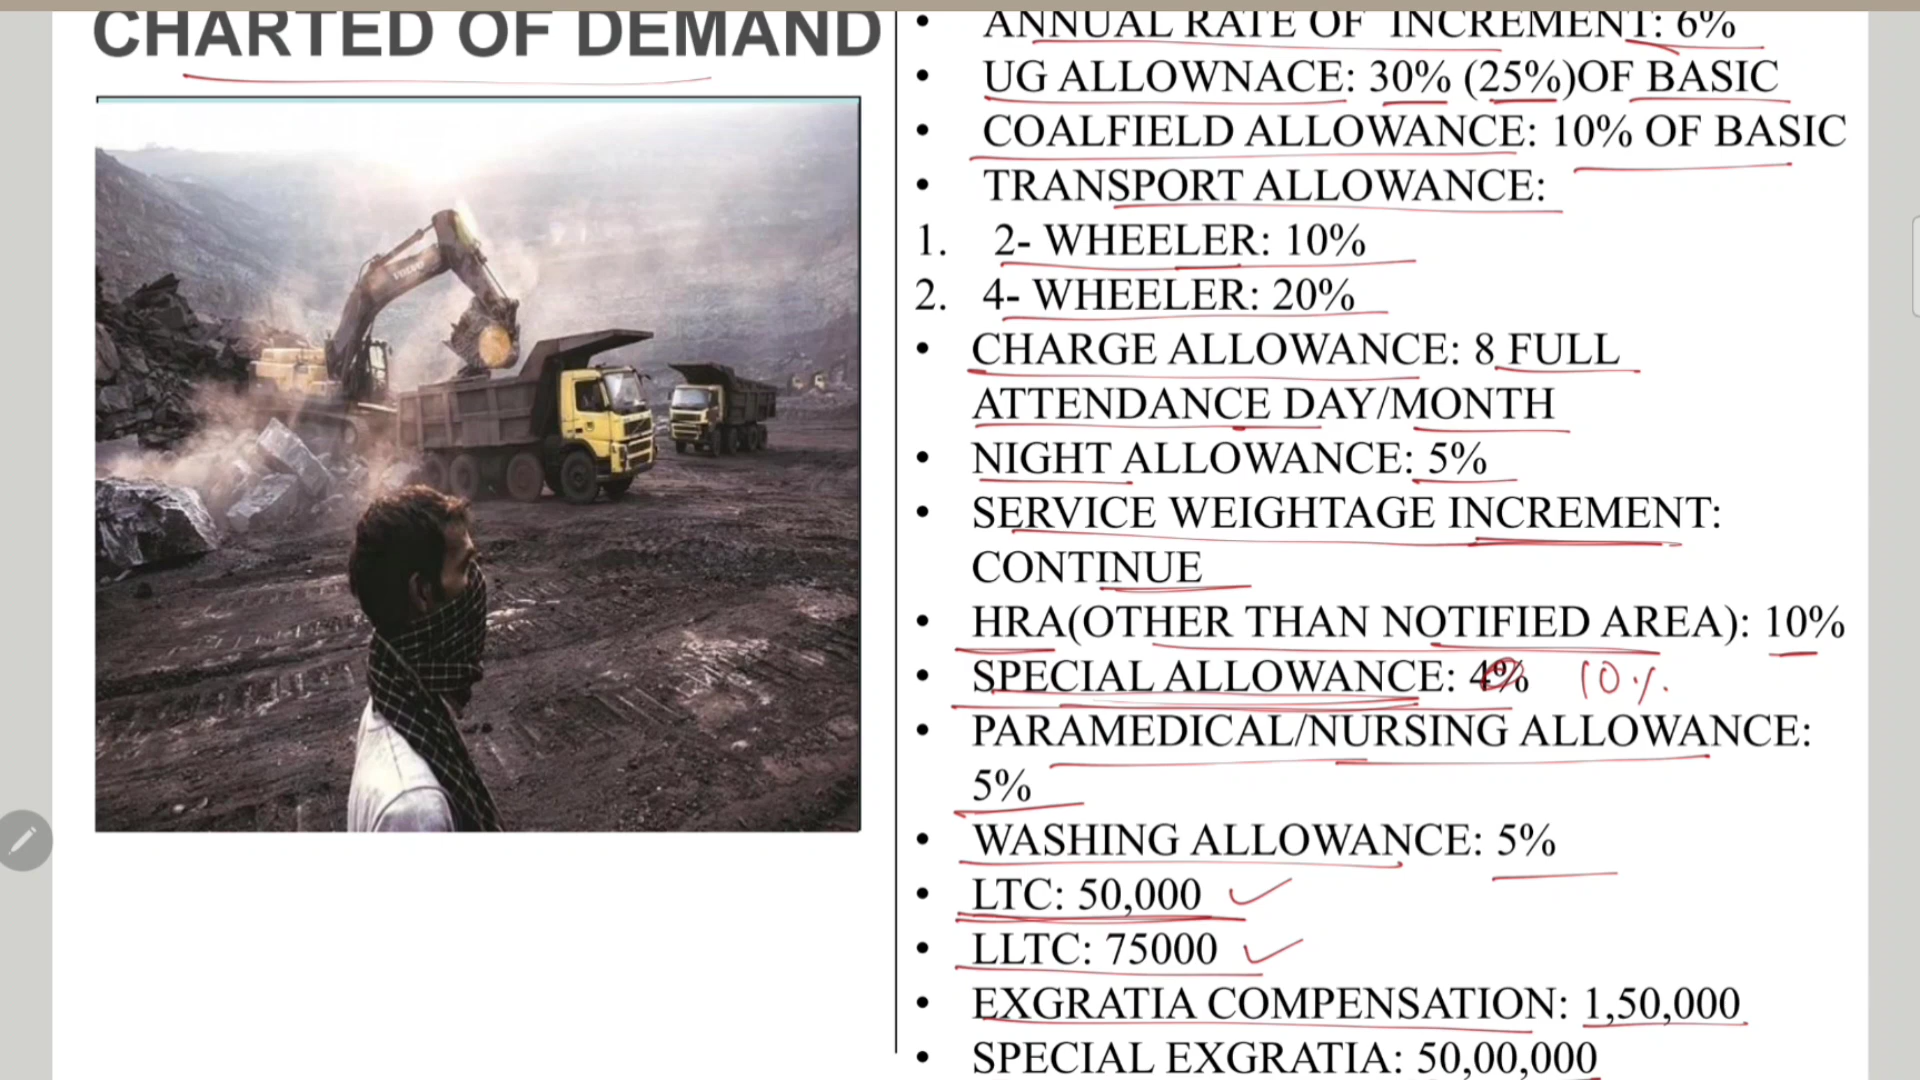 CHARTED OF DEMAND
• ANNUAL RATE OF INCREMENT: 6%
• UG ALLOWNACE: 30% (25%)OF BASIC
• COALFIELD ALLOWANCE: 10% OF BASIC
• TRANSPORT ALLOWANCE:
1. 2- WHEELER: 10%
2. 4- WHEELER: 20%
• CHARGE ALLOWANCE: 8 FULL
ATTENDANCE DAY/MONTH
• NIGHT ALLOWANCE: 5%
• SERVICE WEIGHTAGE INCREMENT:
CONTINUE
• HRA(OTHER THAN NOTIFIED AREA): 10%
• SPECIAL ALLOWANCE: 4% 10%
• PARAMEDICAL/NURSING ALLOWANCE:
5%
• WASHING ALLOWANCE: 5%
• LTC: 50,000
• LLTC: 75000
• EXGRATIA COMPENSATION: 1,50,000
• SPECIAL EXGRATIA: 50,00,000
VOLVO